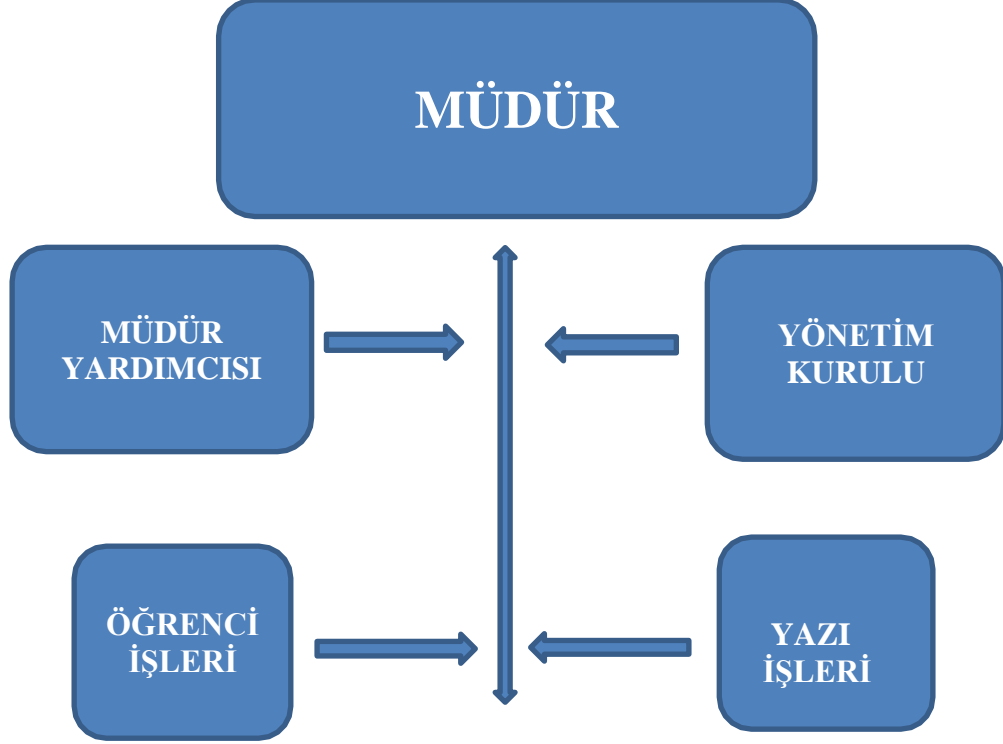 MÜDÜR
MÜDÜR
YARDIMCISI
YÖNETİM
KURULU
ÖĞRENCİ
İŞLERİ
YAZI
İŞLERİ